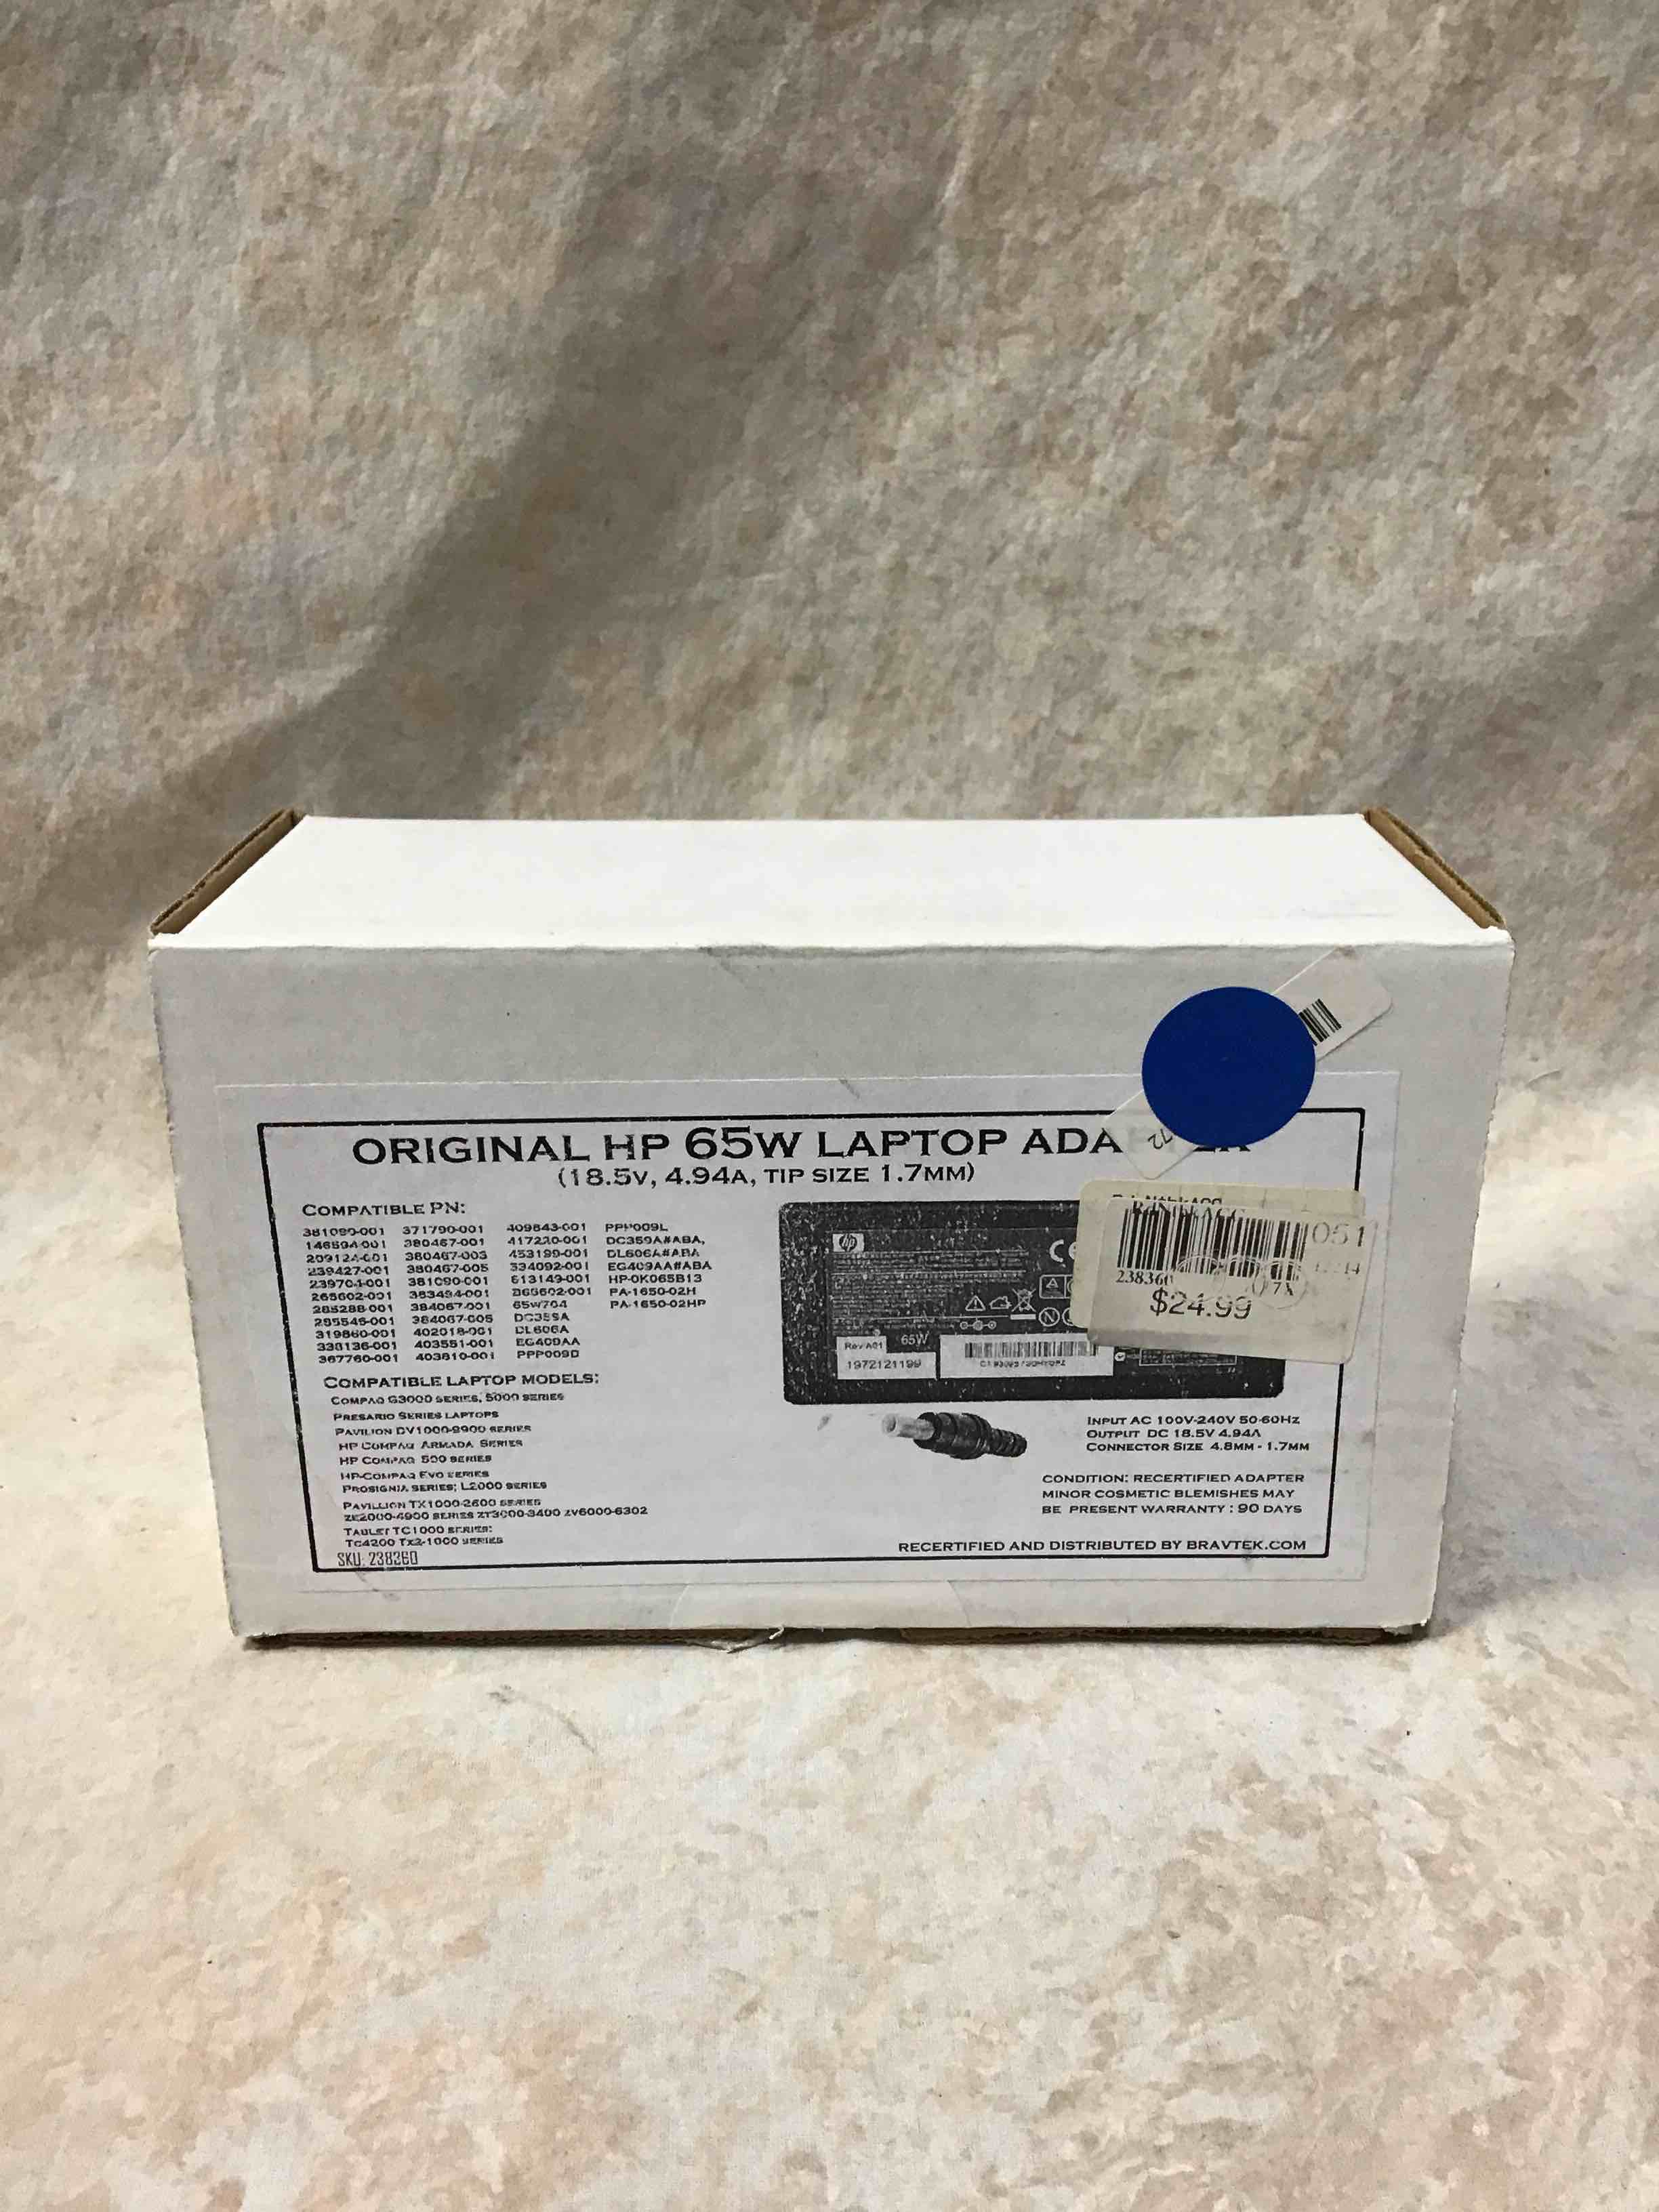 ORIGINAL HP 65W LAPTOP ADA
(18.5V, 4.94A, TIP SIZE 1.7MM)
COMPATIBLE PN:
381090-001 371790-001 409843-001 PPP009L
146594-001 380467-001 417220-001 DC359A#ABA,
209124-001 380467-003 453199-001 DL606A#ABA
239427-001 380467-005 334092-001 EG409AA#ABA
239704-001 381090-001 613149-001 HP-OK065B13
265602-001 383494-001 PA-1650-02H
285288-001 384067-001 65W704 PA-1650-02HP
285546-001 384067-005 DC359A
319860-001 402018-001 DL606A
338136-001 403551-001 EG409AA
367760-001 403810-001 PPP009D
COMPATIBLE LAPTOP MODELS:
COMPAQ G3000 SERIES, 5000 SERIES
PRESARIO SERIES LAPTOPS
PAVILION DV1000-9900 SERIES
HP COMPAQ ARMADA SERIES
HP COMPAQ 500 SERIES
HP-COMPAQ EVO SERIES
PROSIGNIA SERIES; L2000 SERIES
PAVILLION TX1000-2600 SERIES
ZE2000-4900 SERIES ZT3000-3400 ZV6000-6302
TABLET TC1000 SERIES:
TC4200 TX2-1000 SERIES
SKU: 238360
hp
65W
Rev A01
1972121199
72
051
238360
$24.99
INPUT AC 100V-240V 50-60HZ
OUTPUT DC 18.5V 4.94A
CONNECTOR SIZE 4.8MM - 1.7MM
CONDITION: RECERTIFIED ADAPTER
MINOR COSMETIC BLEMISHES MAY
BE PRESENT WARRANTY : 90 DAYS
RECERTIFIED AND DISTRIBUTED BY BRAVTEK.COM